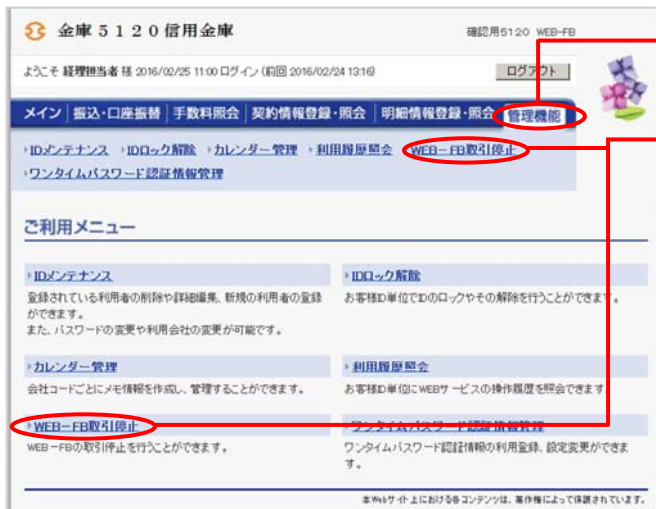 金庫５１２０信用金庫
確認用5120 WEB-FB
ようこそ 経理担当者 様 2016/02/25 11:00 ログイン (前回 2016/02/24 13:16)
ログアウト
メイン 振込・口座振替 手数料照会 契約情報登録・照会 明細情報登録・照会 管理機能
IDメンテナンス IDロック解除 カレンダー管理 利用履歴照会 WEB－FB取引停止
ワンタイムパスワード認証情報管理
ご利用メニュー
IDメンテナンス
登録されている利用者の削除や詳細編集、新規の利用者の登録
ができます。
また、パスワードの変更や利用会社の変更が可能です。
IDロック解除
お客様ID単位でIDのロックやその解除を行うことができます。
カレンダー管理
会社コードごとにメモ情報を作成し、管理することができます。
利用履歴照会
お客様ID単位にWEBサービスの操作履歴を照会できます
WEB－FB取引停止
WEB－FBの取引停止を行うことができます。
ワンタイムパスワード認証情報管理
ワンタイムパスワード認証情報の利用登録、設定変更ができま
す。
本Webサイト上における各コンテンツは、著作権によって保護されています。